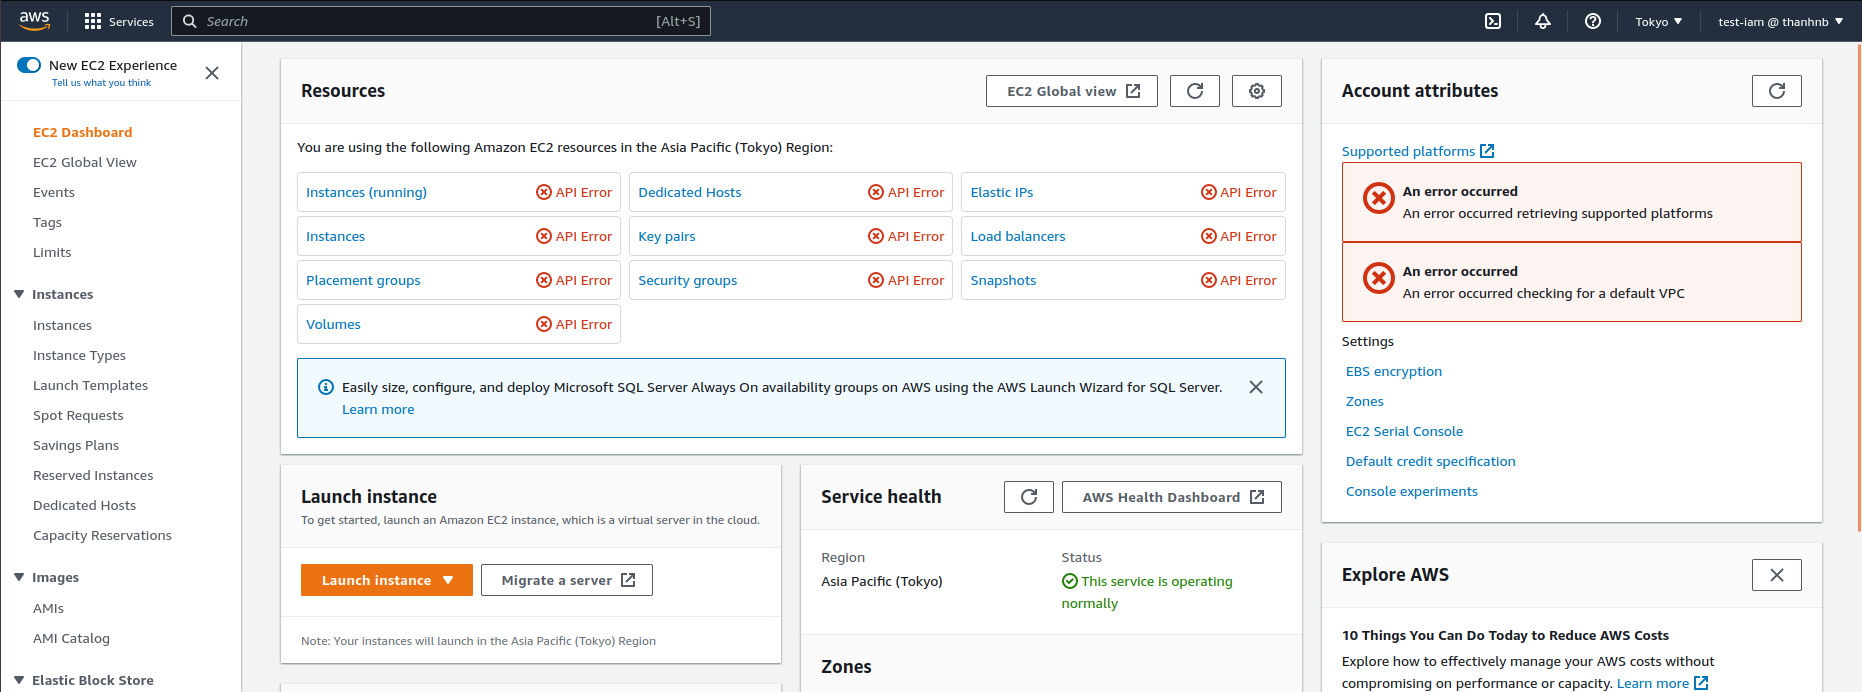 aws
Services
Search
[Alt+S]
Tokyo
test-iam @ thanhnb
New EC2 Experience
Tell us what you think
EC2 Dashboard
EC2 Global View
Events
Tags
Limits
Instances
Instances
Instance Types
Launch Templates
Spot Requests
Savings Plans
Reserved Instances
Dedicated Hosts
Capacity Reservations
Images
AMIs
AMI Catalog
Elastic Block Store
Resources
EC2 Global view
You are using the following Amazon EC2 resources in the Asia Pacific (Tokyo) Region:
Instances (running) API Error
Dedicated Hosts API Error
Elastic IPs API Error
Instances API Error
Key pairs API Error
Load balancers API Error
Placement groups API Error
Security groups API Error
Snapshots API Error
Volumes API Error
Easily size, configure, and deploy Microsoft SQL Server Always On availability groups on AWS using the AWS Launch Wizard for SQL Server.
Learn more
Launch instance
To get started, launch an Amazon EC2 instance, which is a virtual server in the cloud.
Launch instance
Migrate a server
Note: Your instances will launch in the Asia Pacific (Tokyo) Region
Service health
AWS Health Dashboard
Region
Asia Pacific (Tokyo)
Status
This service is operating
normally
Zones
Account attributes
Supported platforms
An error occurred
An error occurred retrieving supported platforms
An error occurred
An error occurred checking for a default VPC
Settings
EBS encryption
Zones
EC2 Serial Console
Default credit specification
Console experiments
Explore AWS
10 Things You Can Do Today to Reduce AWS Costs
Explore how to effectively manage your AWS costs without
compromising on performance or capacity. Learn more